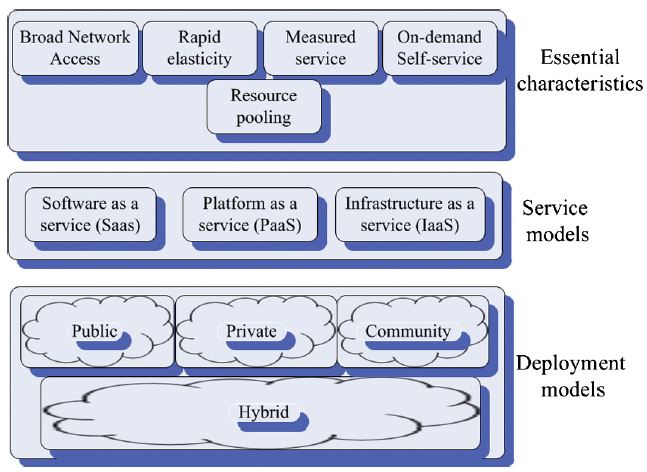 Broad Network
Access
Rapid
elasticity
Measured
service
On-demand
Self-service
Resource
pooling
Essential
characteristics
Software as a
service (Saas)
Platform as a
service (PaaS)
Infrastructure as a
service (IaaS)
Service
models
Public
Private
Community
Hybrid
Deployment
models